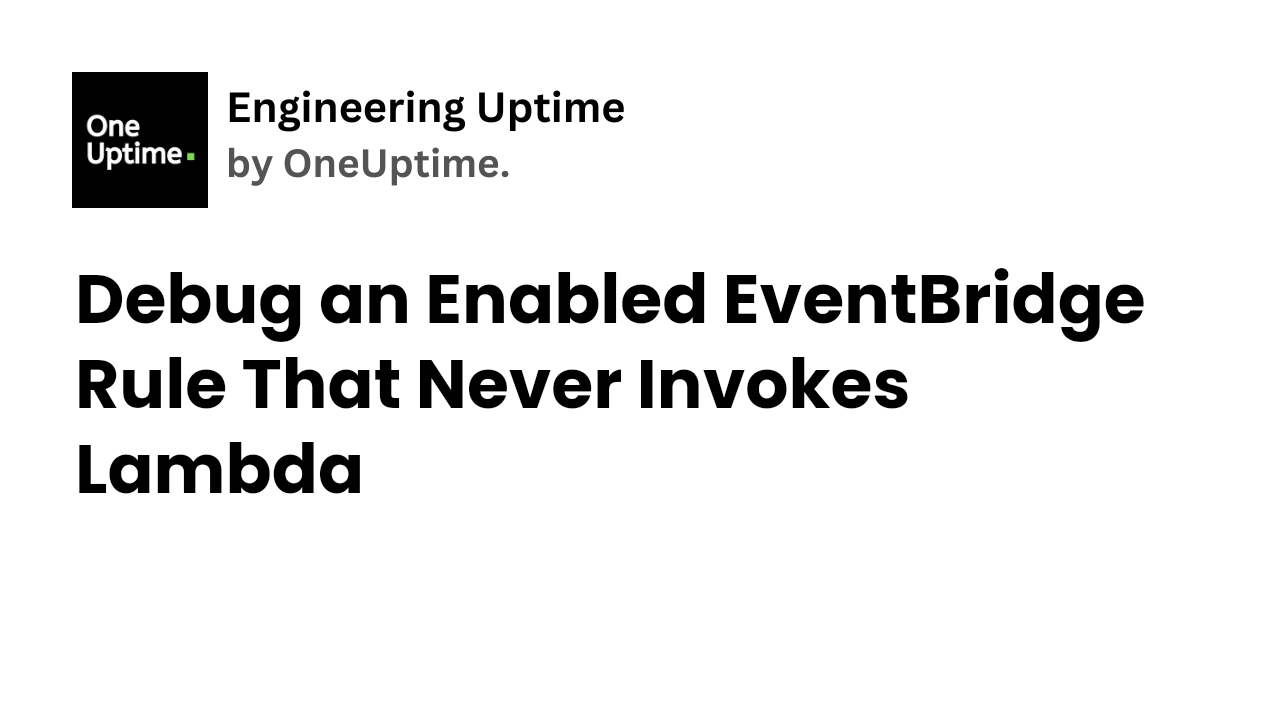 One
Uptime
Engineering Uptime
by OneUptime.
Debug an Enabled EventBridge
Rule That Never Invokes
Lambda